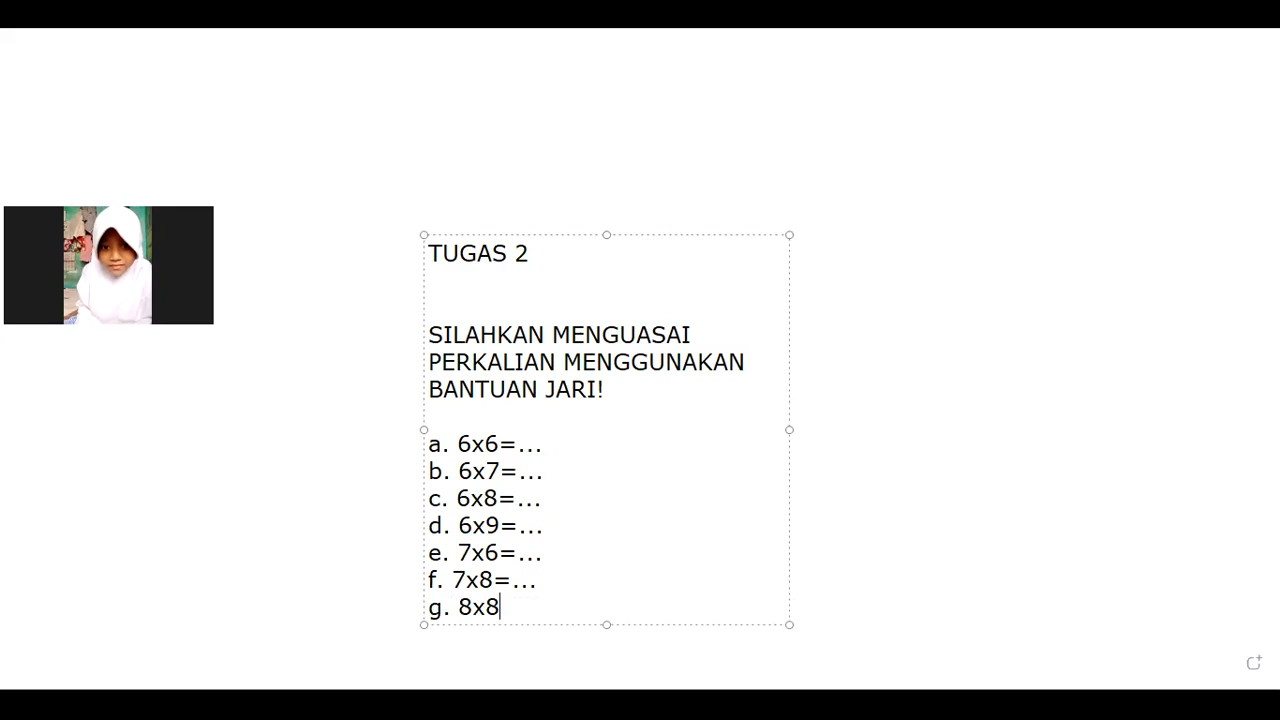 TUGAS 2
SILAHKAN MENGUASAI
PERKALIAN MENGGUNAKAN
BANTUAN JARI!
a. 6x6=...
b. 6x7=...
c. 6x8=...
d. 6x9=...
e. 7x6=...
f. 7x8=...
g. 8x8